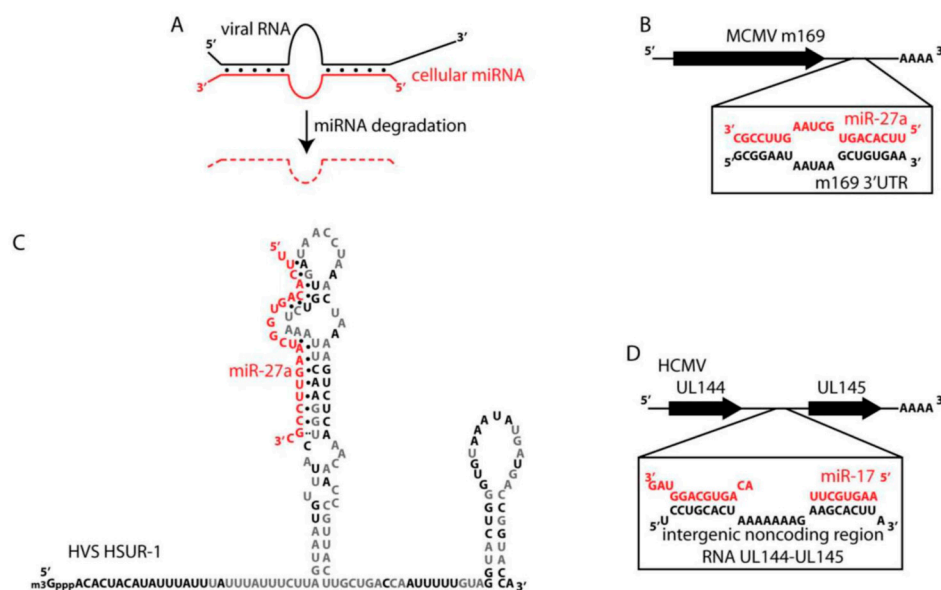 A
viral RNA
5′
3′
3′
cellular miRNA
5′
miRNA degradation
B
MCMV m169
5′
AAAA 3′
3′ CGCCUUG AAUCG UGACACUU 5′
miR-27a
5′ GCGGAAU AAUAA GCUGUGAA 3′
m169 3′UTR
C
5′
miR-27a
3′
HVS HSUR-1
5′
m3GpppACACUACAUAUUUAUUUAUUUAUUUCUUAUUGCUGACCAAUUUUUGUAGGCA 3′
D
HCMV
UL144
UL145
5′
AAAA 3′
miR-17 5′
3′ GAU GGACGUGA CA UUCGUGAA
5′ U CCUGCACU AAAAAAAG AAGCACUU A 3′
intergenic noncoding region
RNA UL144-UL145